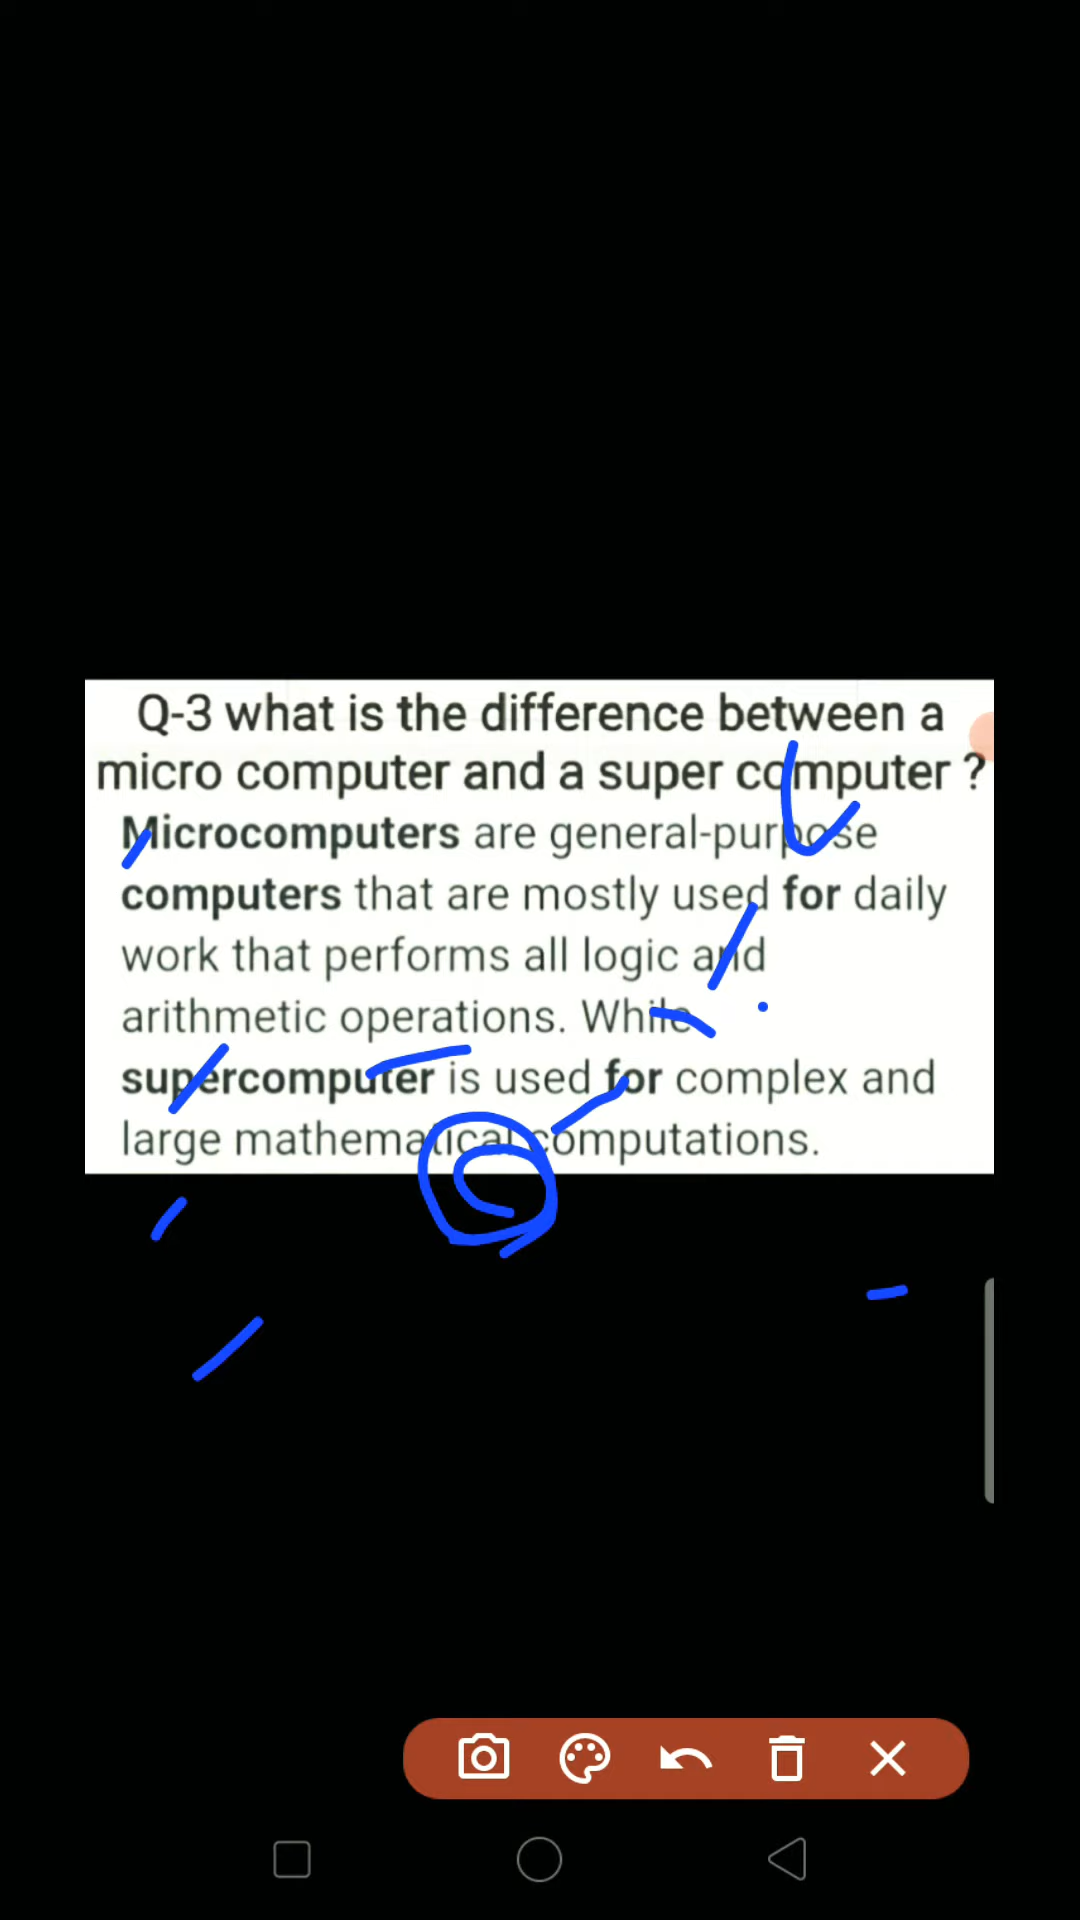 Q-3 what is the difference between a
micro computer and a super computer ?
Microcomputers are general-purpose
computers that are mostly used for daily
work that performs all logic and
arithmetic operations. While
supercomputer is used for complex and
large mathematical computations.